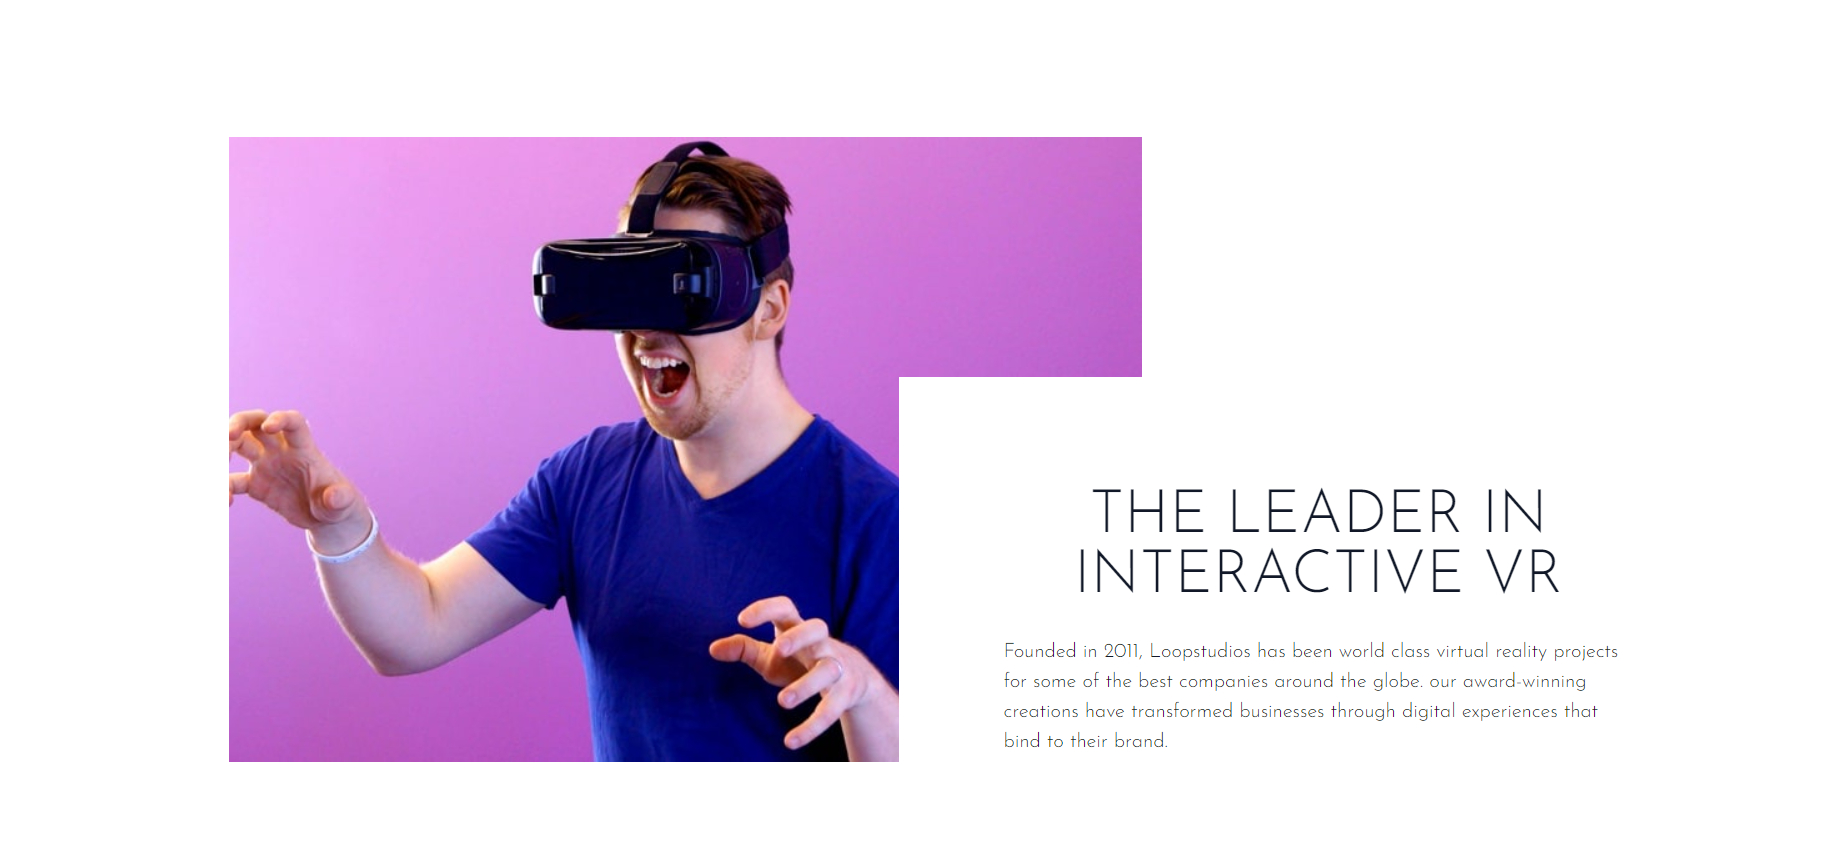 THE LEADER IN
INTERACTIVE VR
Founded in 2011, Loopstudios has been world class virtual reality projects
for some of the best companies around the globe. our award-winning
creations have transformed businesses through digital experiences that
bind to their brand.